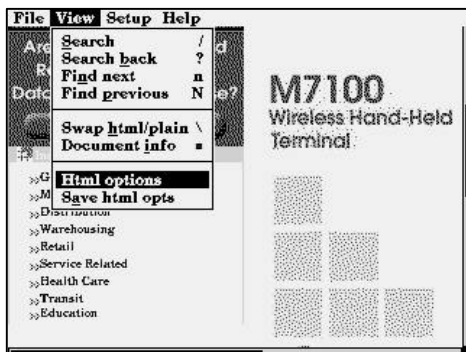 File View Setup Help
Search /
Search back ?
Find next n
Find previous N
Swap html/plain \
Document info
Html options
Save html opts
M7100
Wireless Hand-Held
Terminal
»Warehousing
»Retail
»Service Related
»Health Care
»Transit
»Education